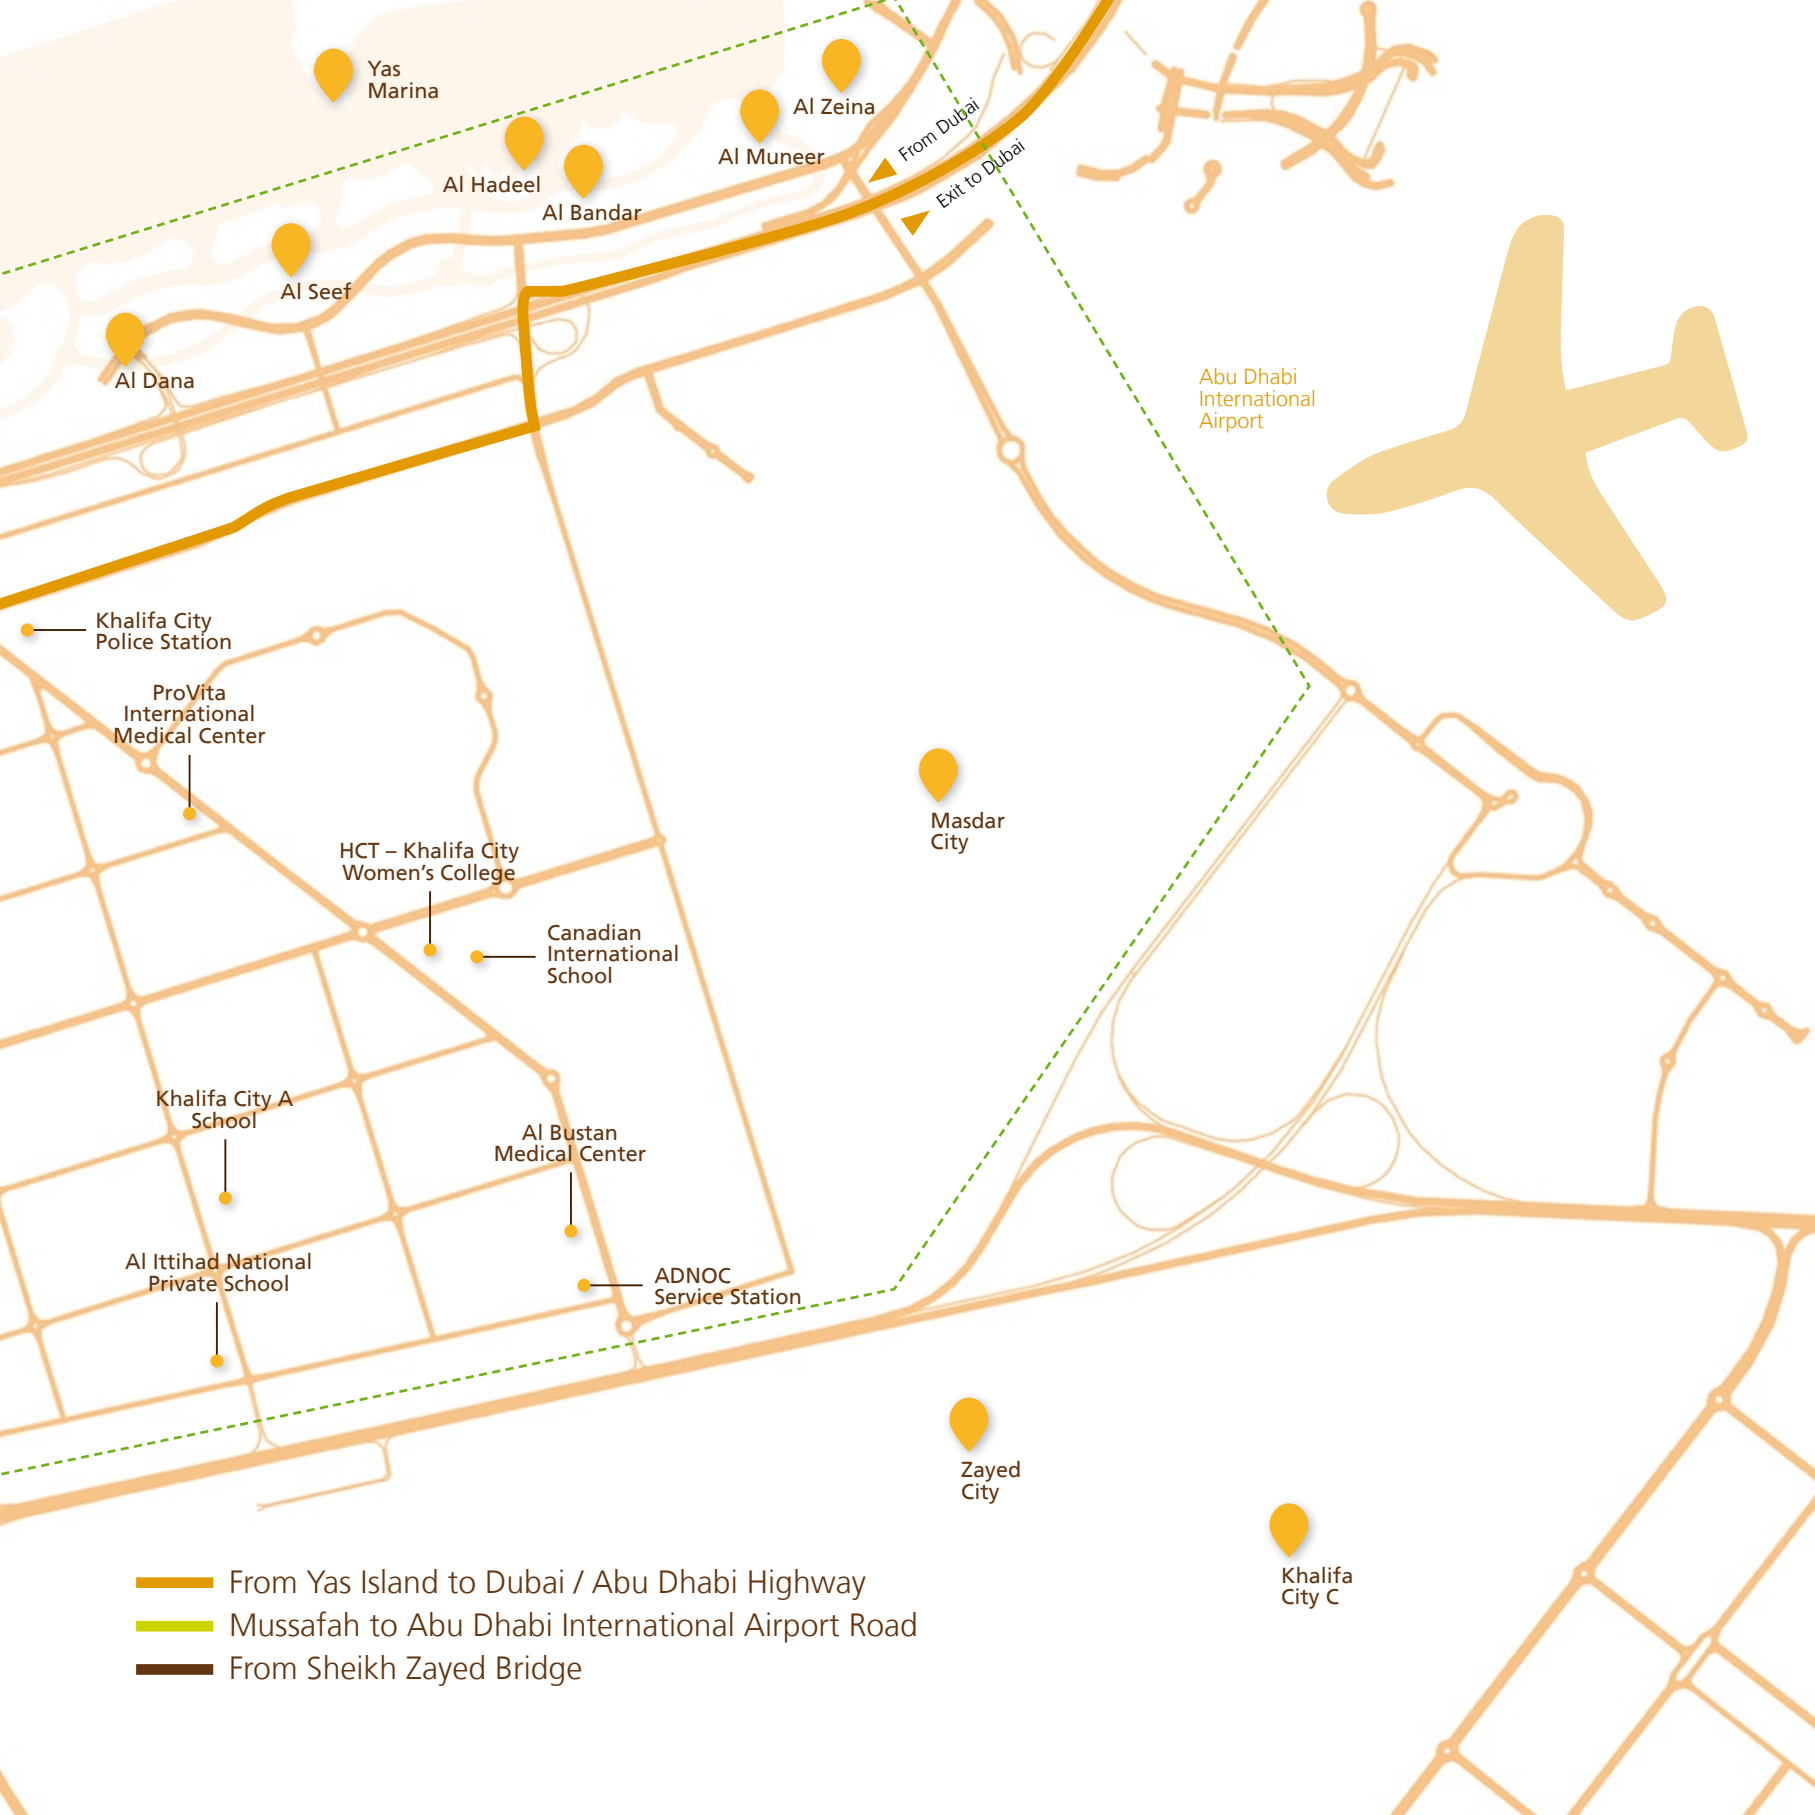 Yas
Marina
Al Zeina
Al Muneer
From Dubai
Exit to Dubai
Al Hadeel
Al Bandar
Al Seef
Al Dana
Abu Dhabi
International
Airport
Khalifa City
Police Station
ProVita
International
Medical Center
Masdar
City
HCT – Khalifa City
Women’s College
Canadian
International
School
Khalifa City A
School
Al Bustan
Medical Center
Al Ittihad National
Private School
ADNOC
Service Station
Zayed
City
Khalifa
City C
From Yas Island to Dubai / Abu Dhabi Highway
Mussafah to Abu Dhabi International Airport Road
From Sheikh Zayed Bridge